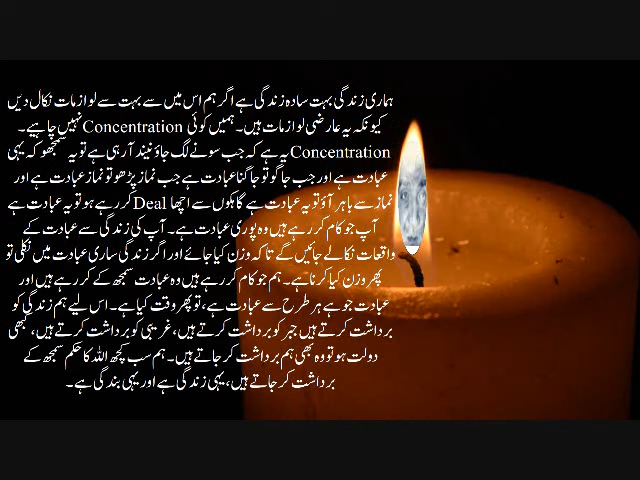 ہماری زندگی بہت سادہ زندگی ہے اگر ہم اس میں سے بہت سے لوازمات نکال دیں
کیونکہ یہ عارضی لوازمات ہیں۔ ہمیں کوئی Concentration نہیں چاہیے۔
Concentration یہ ہے کہ جب سونے لگ جاؤ نیند آ رہی ہے تو یہ سمجھو کہ یہی
عبادت ہے اور جب جاگو تو جاگنا عبادت ہے جب نماز پڑھو تو نماز عبادت ہے اور
نماز سے باہر آؤ تو یہ عبادت ہے گاہکوں سے اچھا Deal کر رہے ہو تو یہ عبادت ہے
آپ جو کام کر رہے ہیں وہ پوری عبادت ہے۔ آپ کی زندگی سے عبادت کے
واقعات نکالے جائیں گے تاکہ وزن کیا جائے اور اگر زندگی ساری عبادت میں نکلی تو
پھر وزن کیا کرنا ہے۔ ہم جو کام کر رہے ہیں وہ عبادت سمجھ کے کر رہے ہیں اور
عبادت جو ہے ہر طرح سے عبادت ہے، تو پھر وقت کیا ہے۔ اس لیے ہم زندگی کو
برداشت کرتے ہیں جبر کو برداشت کرتے ہیں، غریبی کو برداشت کرتے ہیں، کبھی
دولت ہو تو وہ بھی ہم برداشت کر جاتے ہیں۔ ہم سب کچھ اللہ کا حکم سمجھ کے
برداشت کر جاتے ہیں، یہی زندگی ہے اور یہی بندگی ہے۔